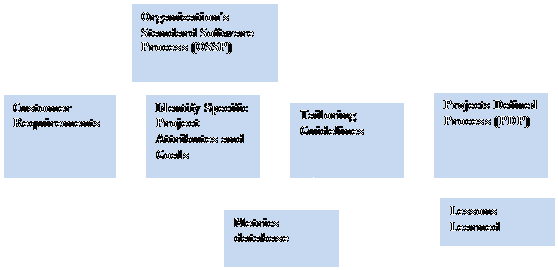 Organization's
Standard Software
Process (OSSP)
Customer
Requirements
Identify Specific
Project
Attributes and
Goals
Tailoring
Guidelines
Projects Defined
Process (PDP)
Metrics
database
Lessons
Learned